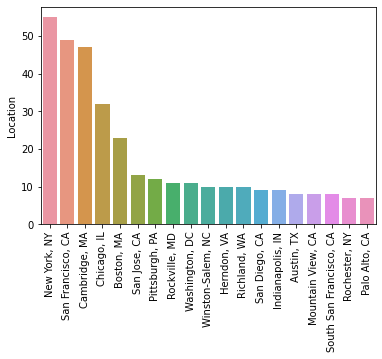 50
40
30
20
10
0
Location
New York, NY
San Francisco, CA
Cambridge, MA
Chicago, IL
Boston, MA
San Jose, CA
Pittsburgh, PA
Rockville, MD
Washington, DC
Winston-Salem, NC
Herndon, VA
Richland, WA
San Diego, CA
Indianapolis, IN
Austin, TX
Mountain View, CA
South San Francisco, CA
Rochester, NY
Palo Alto, CA